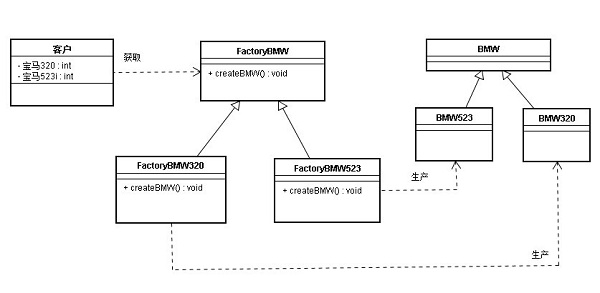 客户
- 宝马320 : int
- 宝马523i : int
获取
FactoryBMW
+ createBMW() : void
BMW
BMW523
BMW320
FactoryBMW320
+ createBMW() : void
FactoryBMW523
+ createBMW() : void
生产
生产